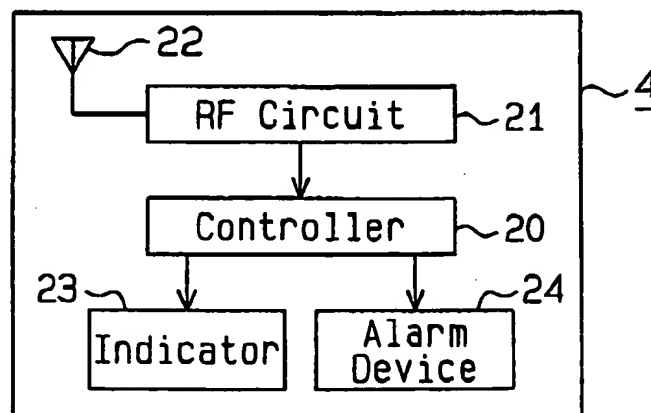 22
4
RF Circuit
21
Controller
20
23
24
Indicator
Alarm
Device